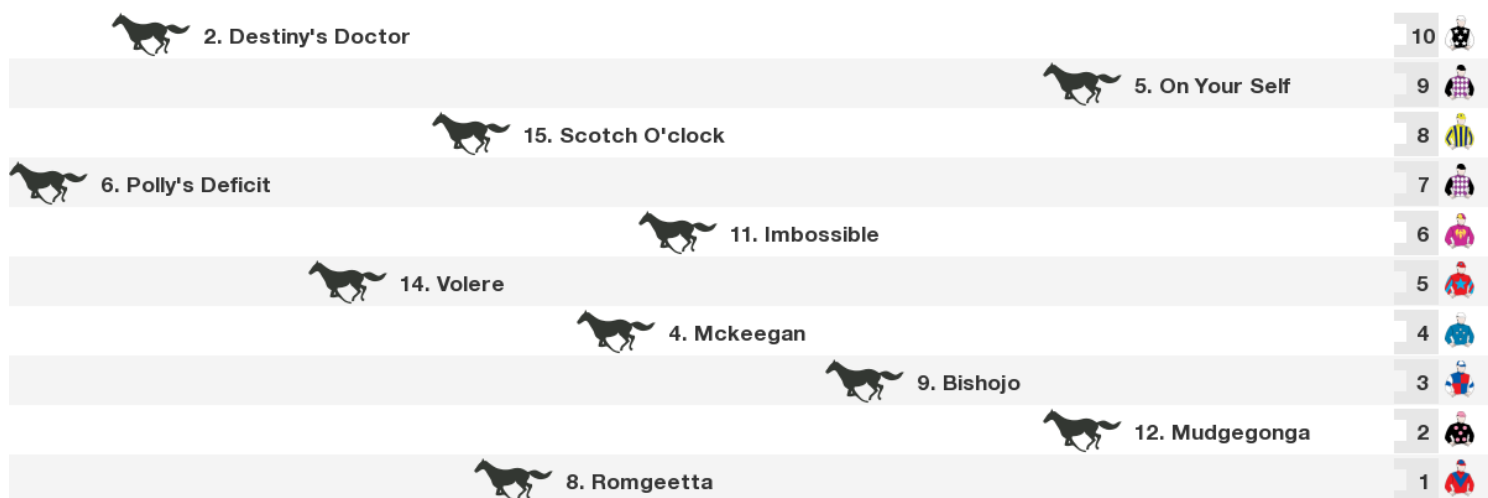 2. Destiny's Doctor 10
5. On Your Self 9
15. Scotch O'clock 8
6. Polly's Deficit 7
11. Imbossible 6
14. Volere 5
4. Mckeegan 4
9. Bishojo 3
12. Mudgegonga 2
8. Romgeetta 1